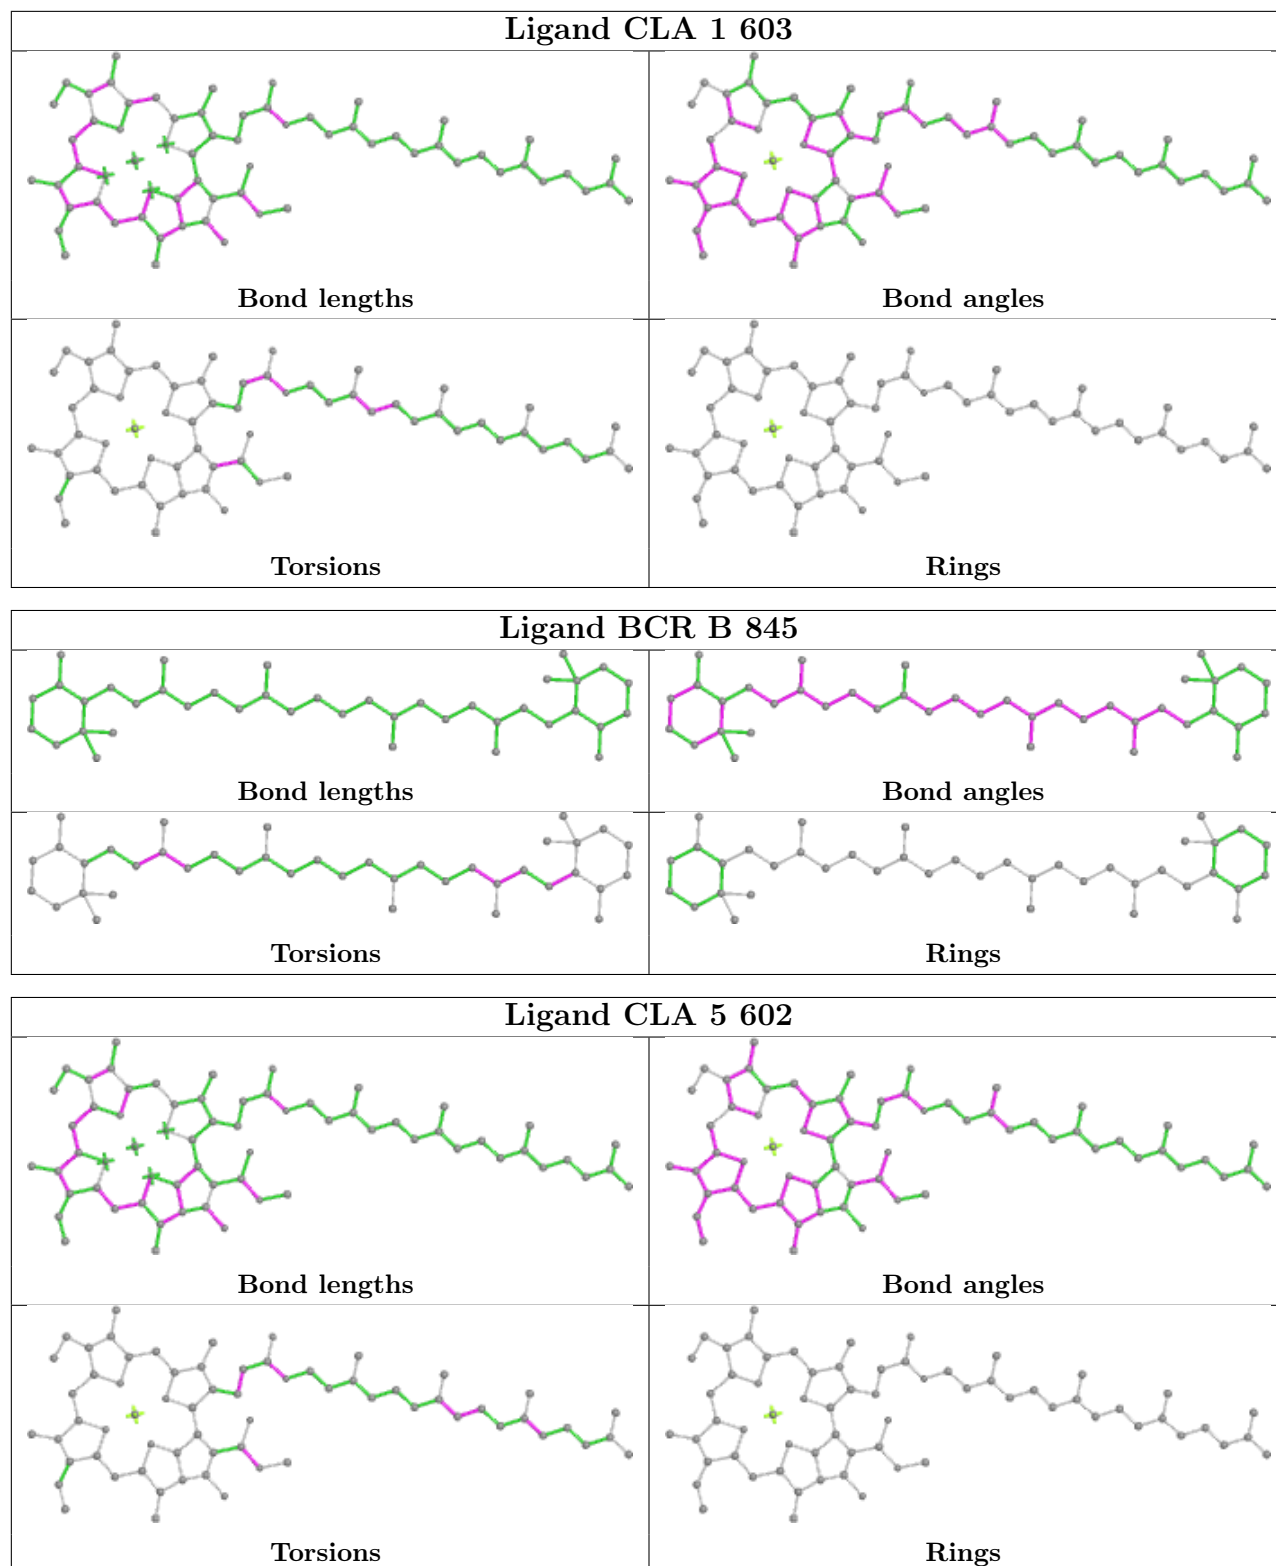 Ligand CLA 1 603
Bond lengths
Bond angles
Torsions
Rings
Ligand BCR B 845
Bond lengths
Bond angles
Torsions
Rings
Ligand CLA 5 602
Bond lengths
Bond angles
Torsions
Rings